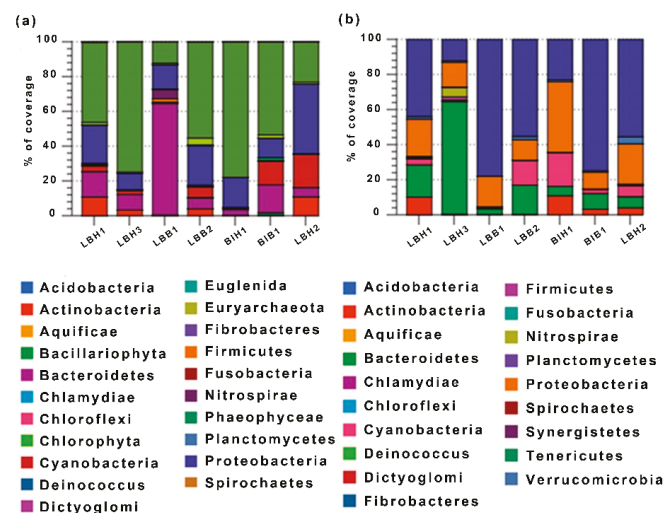 (a)
100
80
60
40
20
0
% of coverage
LBH1
LBH3
LBB1
LBB2
BIH1
BIB1
LBH2
(b)
100
80
60
40
20
0
% of coverage
LBH1
LBH3
LBB1
LBB2
BIH1
BIB1
LBH2
Acidobacteria
Actinobacteria
Aquificae
Bacillariophyta
Bacteroidetes
Chlamydiae
Chloroflexi
Chlorophyta
Cyanobacteria
Deinococcus
Dictyoglomi
Euglenida
Euryarchaeota
Fibrobacteres
Firmicutes
Fusobacteria
Nitrospirae
Phaeophyceae
Planctomycetes
Proteobacteria
Spirochaetes
Acidobacteria
Actinobacteria
Aquificae
Bacteroidetes
Chlamydiae
Chloroflexi
Cyanobacteria
Deinococcus
Dictyoglomi
Fibrobacteres
Firmicutes
Fusobacteria
Nitrospirae
Planctomycetes
Proteobacteria
Spirochaetes
Synergistetes
Tenericutes
Verrucomicrobia